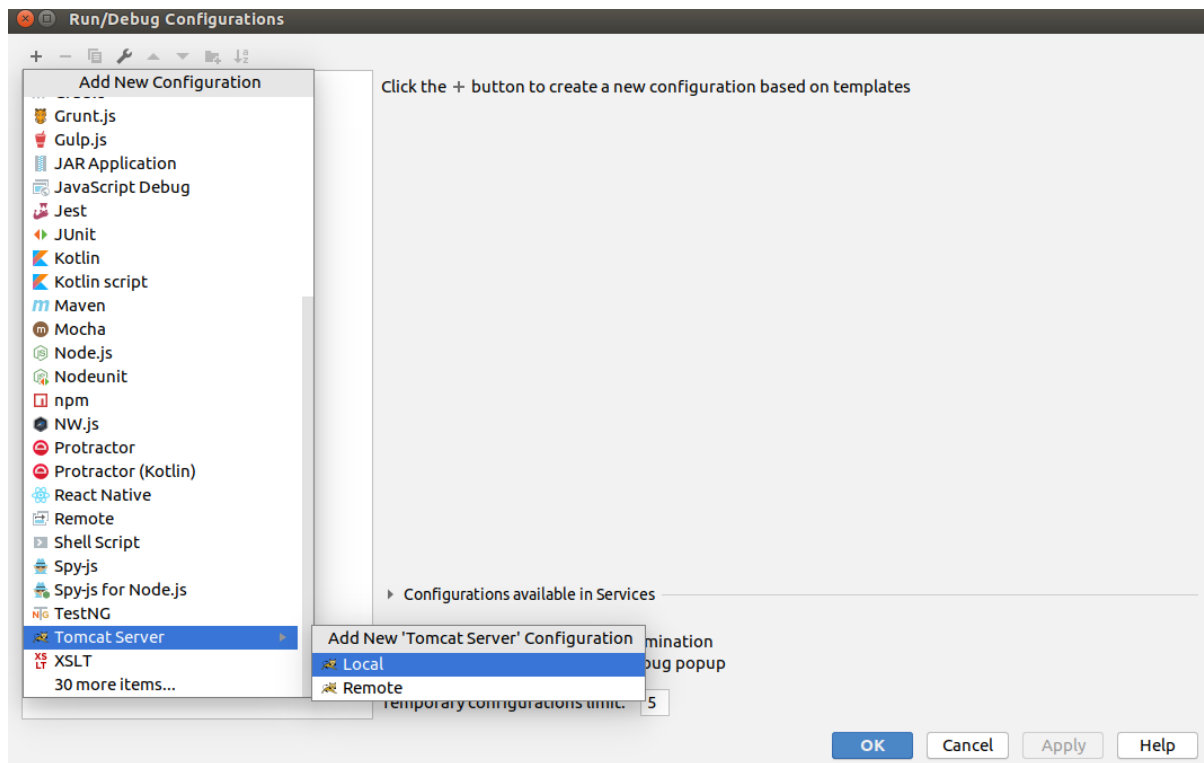 Run/Debug Configurations
Add New Configuration
Click the + button to create a new configuration based on templates
Grunt.js
Gulp.js
JAR Application
JavaScript Debug
Jest
JUnit
Kotlin
Kotlin script
Maven
Mocha
Node.js
Nodeunit
npm
NW.js
Protractor
Protractor (Kotlin)
React Native
Remote
Shell Script
Spy-js
Spy-js for Node.js
Configurations available in Services
TestNG
Tomcat Server
Add New 'Tomcat Server' Configuration
XSLT
Local
30 more items...
Remote
Temporary configurations limit: 5
OK Cancel Apply Help